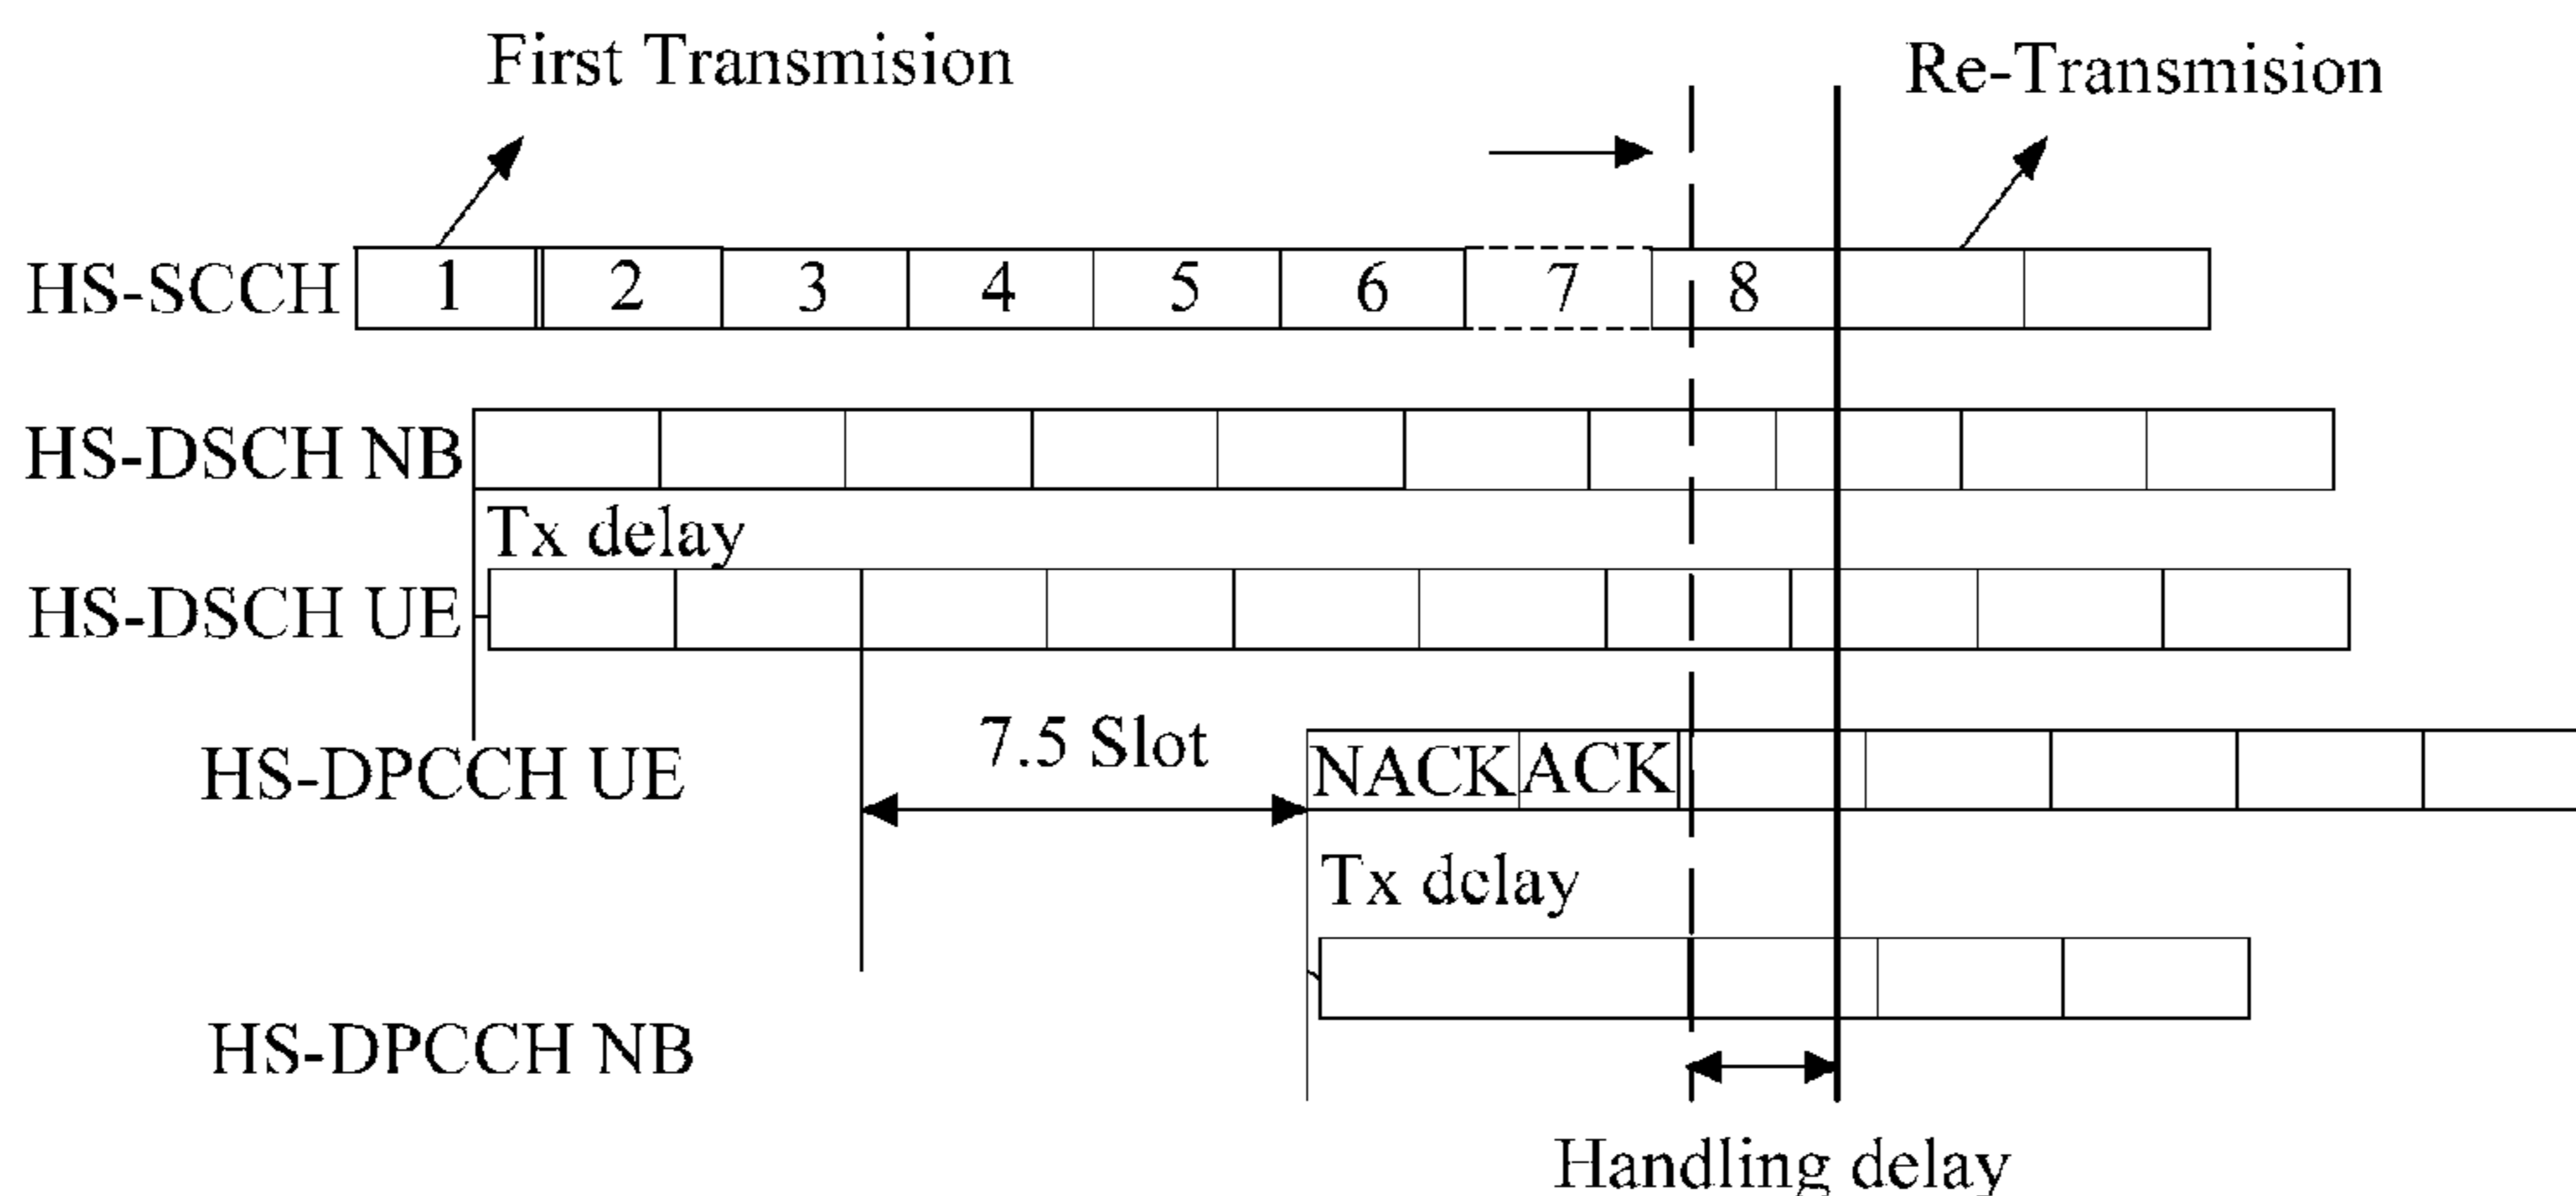 First Transmision
Re-Transmision
HS-SCCH 1 2 3 4 5 6 7 8
HS-DSCH NB
Tx delay
HS-DSCH UE
7.5 Slot
HS-DPCCH UE
NACK ACK
Tx delay
HS-DPCCH NB
Handling delay